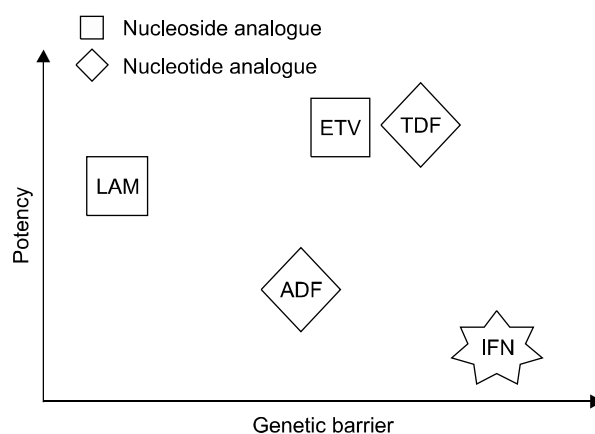 Nucleoside analogue
Nucleotide analogue
ETV
TDF
LAM
ADF
IFN
Potency
Genetic barrier